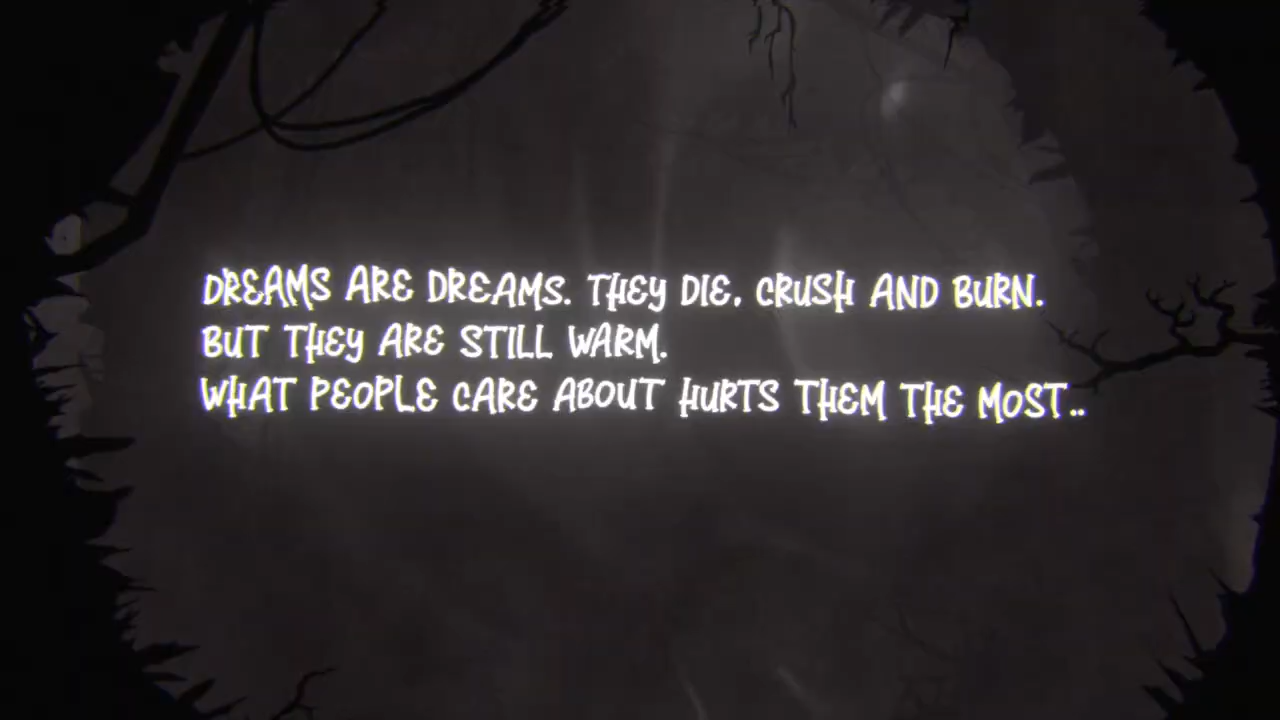 DREAMS ARE DREAMS. THEY DIE, CRUSH AND BURN.
BUT THEY ARE STILL WARM.
WHAT PEOPLE CARE ABOUT HURTS THEM THE MOST..